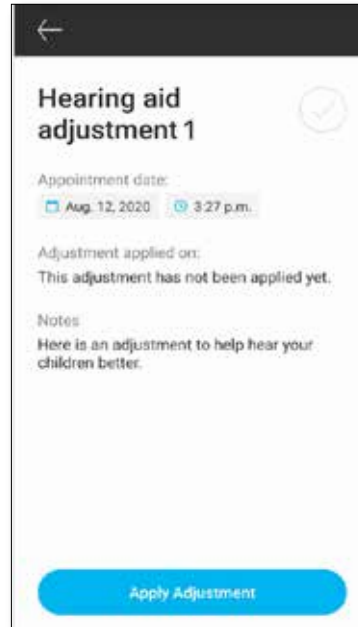 Hearing aid
adjustment 1
Appointment date:
Aug. 12, 2020 3:27 p.m.
Adjustment applied on:
This adjustment has not been applied yet.
Notes
Here is an adjustment to help hear your
children better.
Apply Adjustment